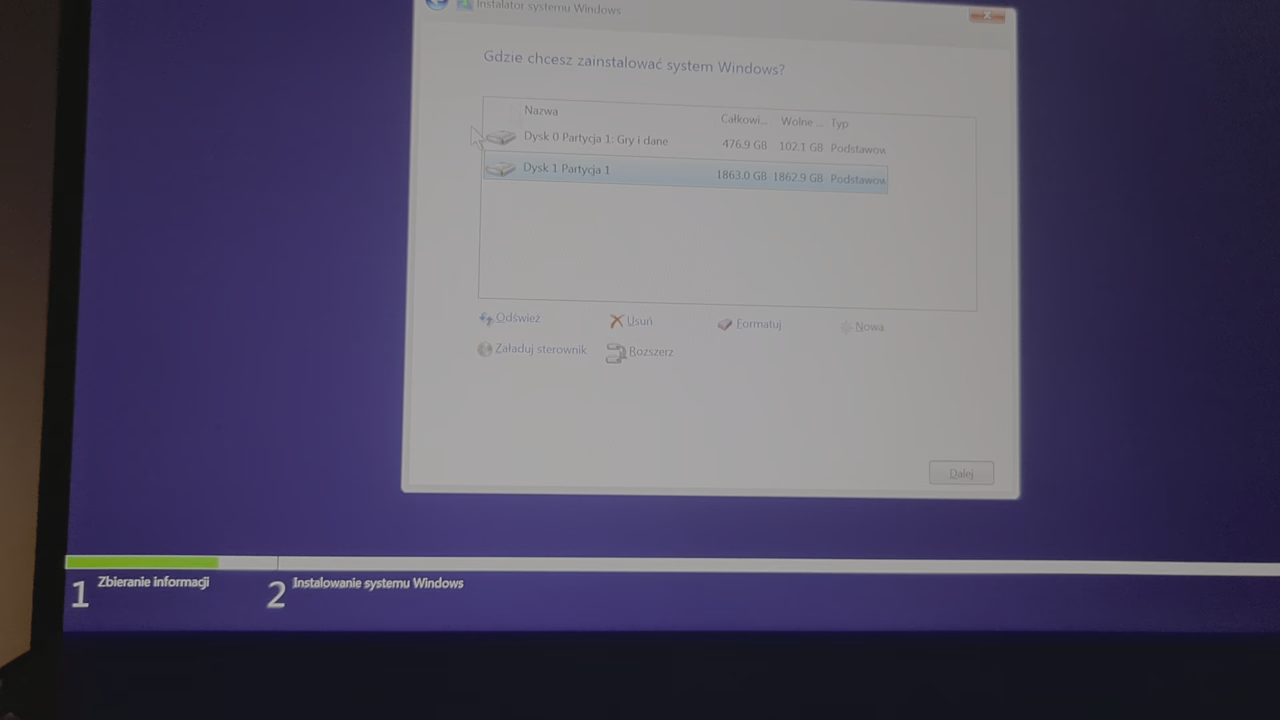 Instalator systemu Windows
Gdzie chcesz zainstalować system Windows?
Nazwa Całkowi... Wolne ... Typ
Dysk 0 Partycja 1: Gry i dane 476.9 GB 102.1 GB Podstawow
Dysk 1 Partycja 1 1863.0 GB 1862.9 GB Podstawow
Odśwież Usuń Formatuj Nowa
Załaduj sterownik Rozszerz
Dalej
1 Zbieranie informacji 2 Instalowanie systemu Windows